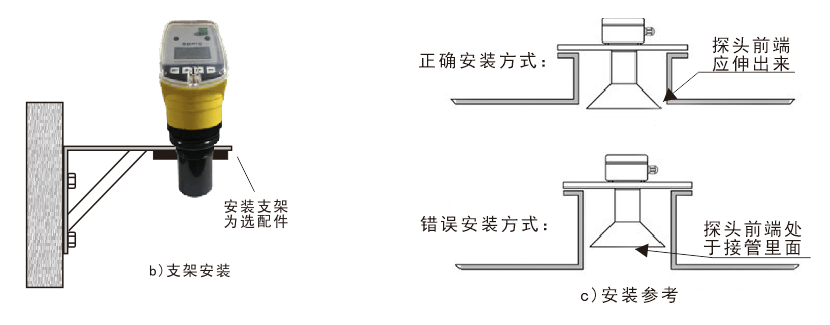 安装支架
为选配件
b)支架安装
正确安装方式：
探头前端
应伸出来
错误安装方式：
探头前端处
于接管里面
c)安装参考